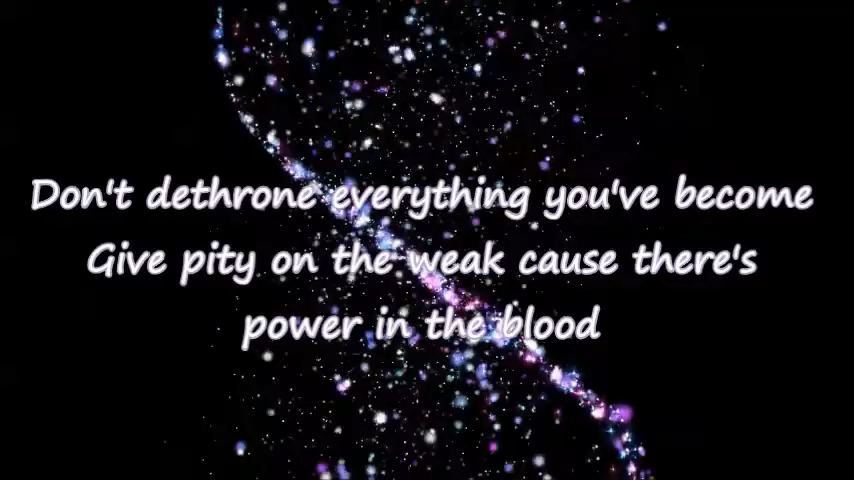 Don't dethrone everything you've become
Give pity on the weak cause there's
power in the blood